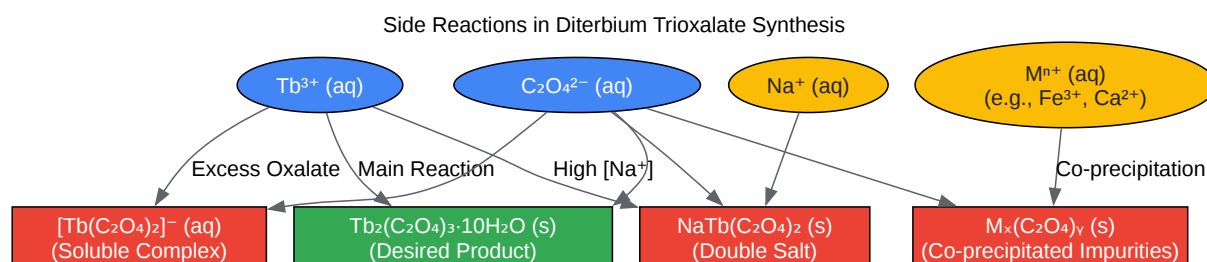 Side Reactions in Diterbium Trioxalate Synthesis
Tb³⁺ (aq)
C₂O₄²⁻ (aq)
Na⁺ (aq)
Mⁿ⁺ (aq)
(e.g., Fe³⁺, Ca²⁺)
Excess Oxalate
Main Reaction
High [Na⁺]
Co-precipitation
[Tb(C₂O₄)₂]⁻ (aq)
(Soluble Complex)
Tb₂(C₂O₄)₃·10H₂O (s)
(Desired Product)
NaTb(C₂O₄)₂ (s)
(Double Salt)
Mₓ(C₂O₄)ᵧ (s)
(Co-precipitated Impurities)